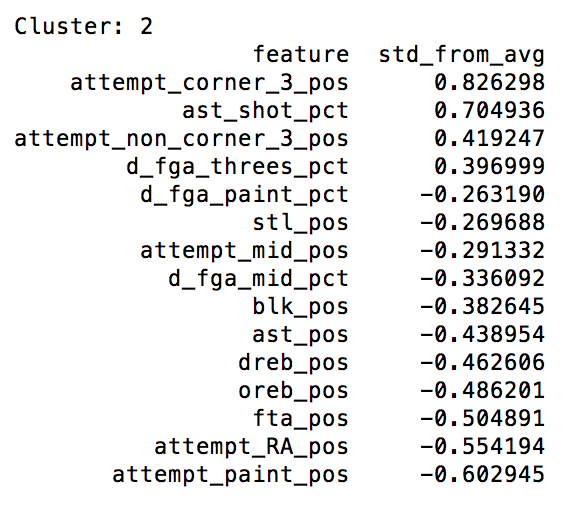 Cluster: 2
feature std_from_avg
attempt_corner_3_pos 0.826298
ast_shot_pct 0.704936
attempt_non_corner_3_pos 0.419247
d_fga_threes_pct 0.396999
d_fga_paint_pct -0.263190
stl_pos -0.269688
attempt_mid_pos -0.291332
d_fga_mid_pct -0.336092
blk_pos -0.382645
ast_pos -0.438954
dreb_pos -0.462606
oreb_pos -0.486201
fta_pos -0.504891
attempt_RA_pos -0.554194
attempt_paint_pos -0.602945